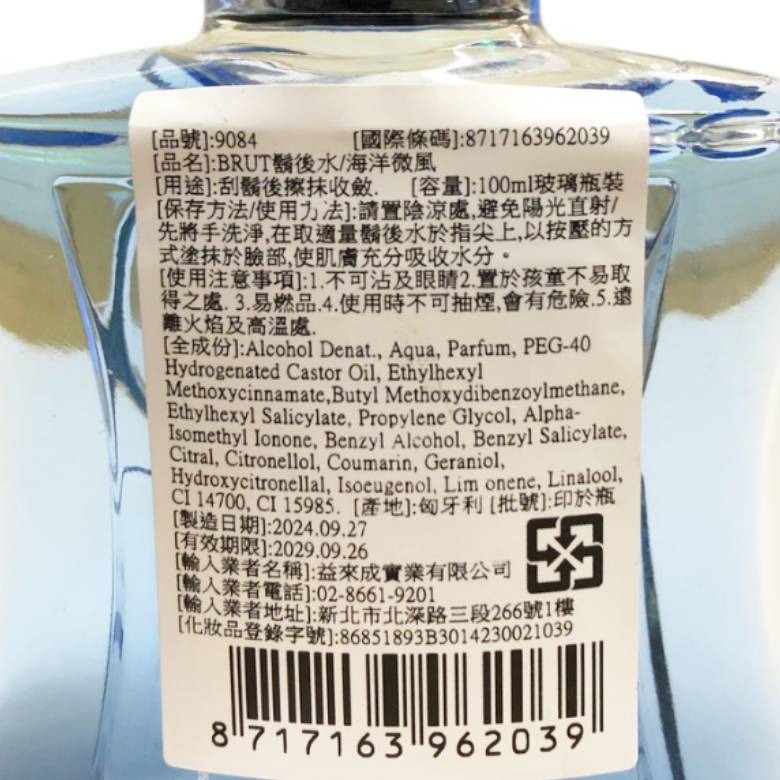 [品號]:9084 [國際條碼]:8717163962039
[品名]:BRUT鬍後水/海洋微風
[用途]:刮鬍後擦抹收斂. [容量]:100ml玻璃瓶裝
[保存方法/使用方法]:請置陰涼處,避免陽光直射/
先將手洗淨,在取適量鬍後水於指尖上,以按壓的方
式塗抹於臉部,使肌膚充分吸收水分。
[使用注意事項]:1.不可沾及眼睛2.置於孩童不易取
得之處. 3.易燃品.4.使用時不可抽煙,會有危險.5.遠
離火焰及高溫處.
[全成份]:Alcohol Denat., Aqua, Parfum, PEG-40
Hydrogenated Castor Oil, Ethylhexyl
Methoxycinnamate,Butyl Methoxydibenzoylmethane,
Ethylhexyl Salicylate, Propylene Glycol, Alpha-
Isomethyl Ionone, Benzyl Alcohol, Benzyl Salicylate,
Citral, Citronellol, Coumarin, Geraniol,
Hydroxycitronellal, Isoeugenol, Lim onene, Linalool,
CI 14700, CI 15985. [產地]:匈牙利 [批號]:印於瓶
[製造日期]:2024.09.27
[有效期限]:2029.09.26
[輸入業者名稱]:益來成實業有限公司
[輸入業者電話]:02-8661-9201
[輸入業者地址]:新北市北深路三段266號1樓
[化妝品登錄字號]:86851893B3014230021039
8 717163 962039